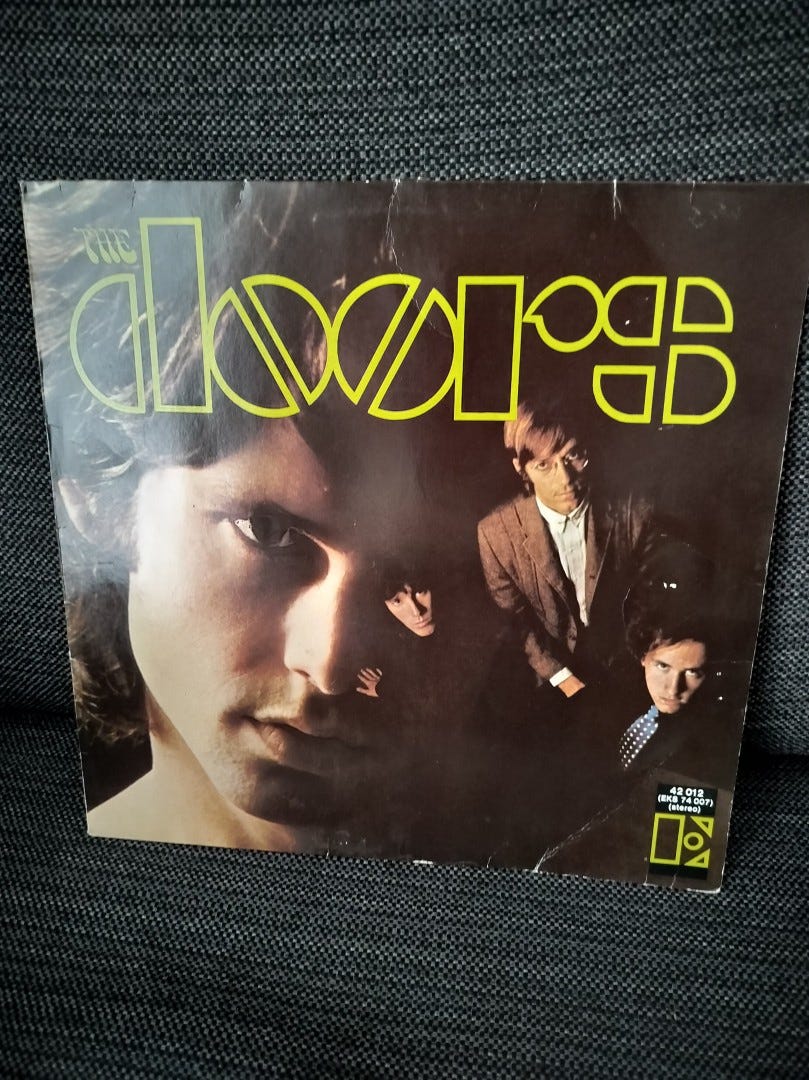 THE
doors
42 012
(EKS 74 007)
(stereo)